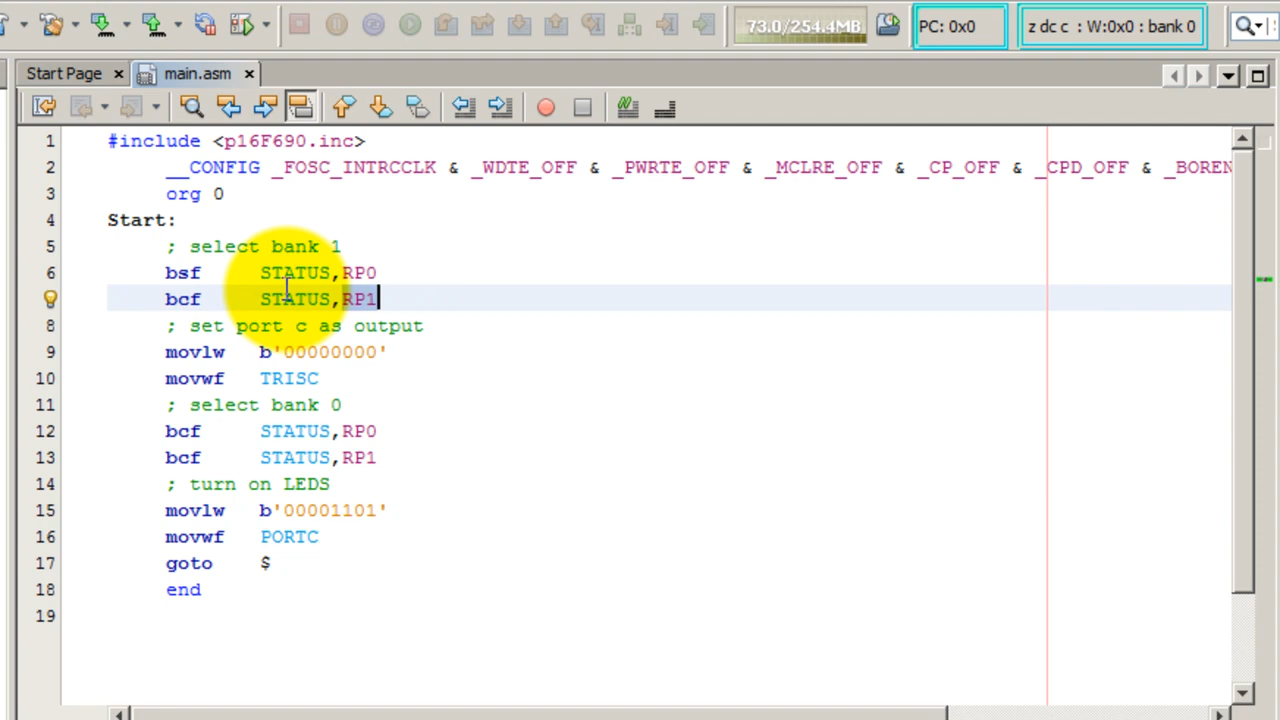 73.0/254.4MB
PC: 0x0
z dc c : W:0x0 : bank 0
Start Page
main.asm
1 #include <p16F690.inc>
2 __CONFIG _FOSC_INTRCCLK & _WDTE_OFF & _PWRTE_OFF & _MCLRE_OFF & _CP_OFF & _CPD_OFF & _BOREN
3 org 0
4 Start:
5 ; select bank 1
6 bsf STATUS,RP0
bcf STATUS,RP1
8 ; set port c as output
9 movlw b'00000000'
10 movwf TRISC
11 ; select bank 0
12 bcf STATUS,RP0
13 bcf STATUS,RP1
14 ; turn on LEDS
15 movlw b'00001101'
16 movwf PORTC
17 goto $
18 end
19